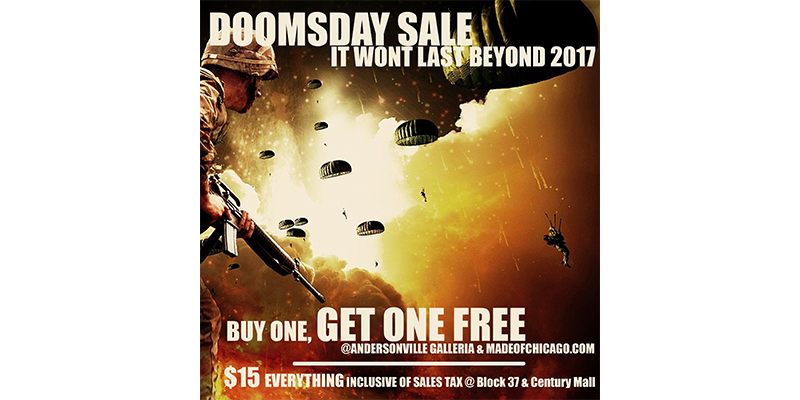 DOOMSDAY SALE
IT WONT LAST BEYOND 2017
BUY ONE, GET ONE FREE
@ANDERSONVILLE GALLERIA & MADEOFCHICAGO.COM
$15 EVERYTHING INCLUSIVE OF SALES TAX @ Block 37 & Century Mall